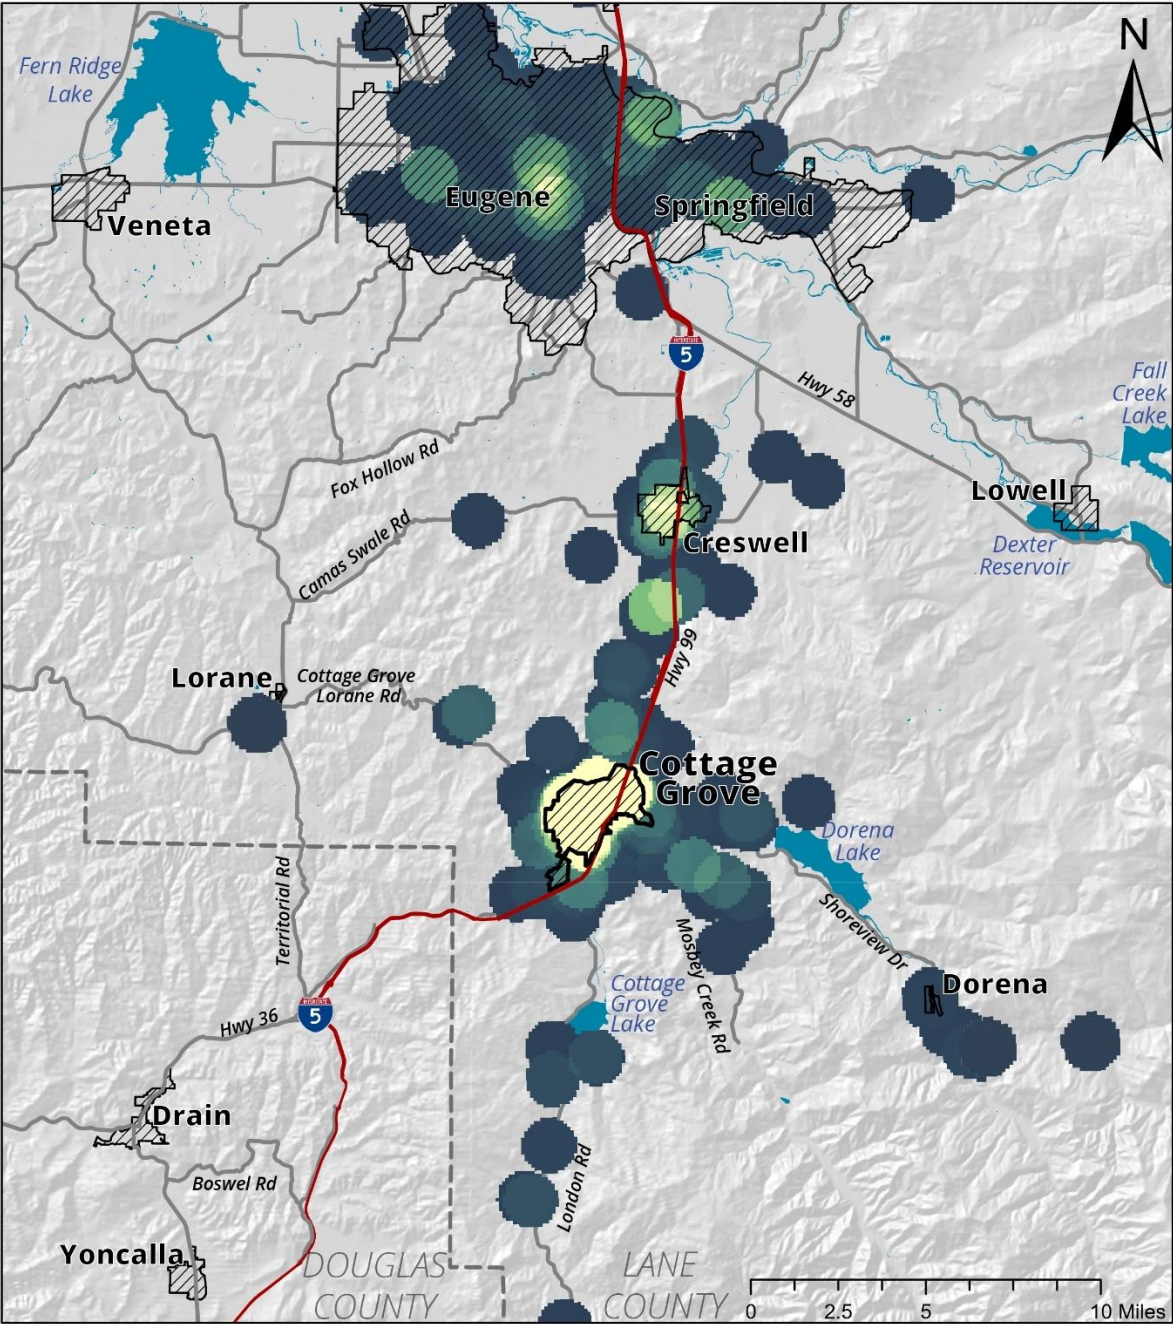 N
Fern Ridge
Lake
Veneta
Eugene
Springfield
INTERSTATE
5
Hwy 58
Fall
Creek
Lake
Fox Hollow Rd
Lowell
Camas Swale Rd
Creswell
Dexter
Reservoir
Hwy 99
Lorane
Cottage Grove
Lorane Rd
Cottage
Grove
Dorena
Lake
Territorial Rd
Shoreview Dr
Mosbey Creek Rd
Cottage
Grove
Lake
Dorena
INTERSTATE
5
Hwy 36
Drain
London Rd
Boswel Rd
Yoncalla
DOUGLAS
COUNTY
LANE
COUNTY
0 2.5 5 10 Miles